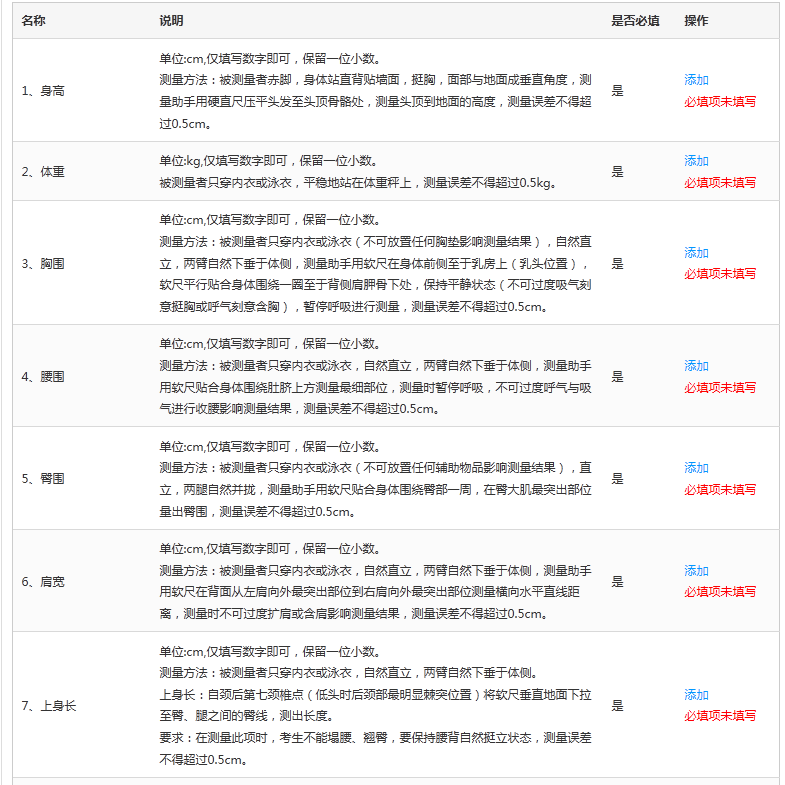 名称 说明 是否必填 操作
单位:cm,仅填写数字即可，保留一位小数。
测量方法：被测量者赤脚，身体站直背贴墙面，挺胸，面部与地面成垂直角度，测
量助手用硬直尺压平头发至头顶骨骼处，测量头顶到地面的高度，测量误差不得超
过0.5cm。
1、身高
是
添加
必填项未填写
单位:kg,仅填写数字即可，保留一位小数。
被测量者只穿内衣或泳衣，平稳地站在体重秤上，测量误差不得超过0.5kg。
2、体重
是
添加
必填项未填写
单位:cm,仅填写数字即可，保留一位小数。
测量方法：被测量者只穿内衣或泳衣（不可放置任何胸垫影响测量结果），自然直
立，两臂自然下垂于体侧，测量助手用软尺在身体前侧至于乳房上（乳头位置），
软尺平行贴合身体围绕一圈至于背侧肩胛骨下处，保持平静状态（不可过度吸气刻
意挺胸或呼气刻意含胸），暂停呼吸进行测量，测量误差不得超过0.5cm。
3、胸围
是
添加
必填项未填写
单位:cm,仅填写数字即可，保留一位小数。
测量方法：被测量者只穿内衣或泳衣，自然直立，两臂自然下垂于体侧，测量助手
用软尺贴合身体围绕肚脐上方测量最细部位，测量时暂停呼吸，不可过度呼气与吸
气进行收腰影响测量结果，测量误差不得超过0.5cm。
4、腰围
是
添加
必填项未填写
单位:cm,仅填写数字即可，保留一位小数。
测量方法：被测量者只穿内衣或泳衣（不可放置任何辅助物品影响测量结果），直
立，两腿自然并拢，测量助手用软尺贴合身体围绕臀部一周，在臀大肌最突出部位
量出臀围，测量误差不得超过0.5cm。
5、臀围
是
添加
必填项未填写
单位:cm,仅填写数字即可，保留一位小数。
测量方法：被测量者只穿内衣或泳衣，自然直立，两臂自然下垂于体侧，测量助手
用软尺在背面从左肩向外最突出部位到右肩向外最突出部位测量横向水平直线距
离，测量时不可过度扩肩或含肩影响测量结果，测量误差不得超过0.5cm。
6、肩宽
是
添加
必填项未填写
单位:cm,仅填写数字即可，保留一位小数。
测量方法：被测量者只穿内衣或泳衣，自然直立，两臂自然下垂于体侧。
上身长：自颈后第七颈椎点（低头时后颈部最明显棘突位置）将软尺垂直地面下拉
至臀、腿之间的臀线，测出长度。
要求：在测量此项时，考生不能塌腰、翘臀，要保持腰背自然挺立状态，测量误差
不得超过0.5cm。
7、上身长
是
添加
必填项未填写